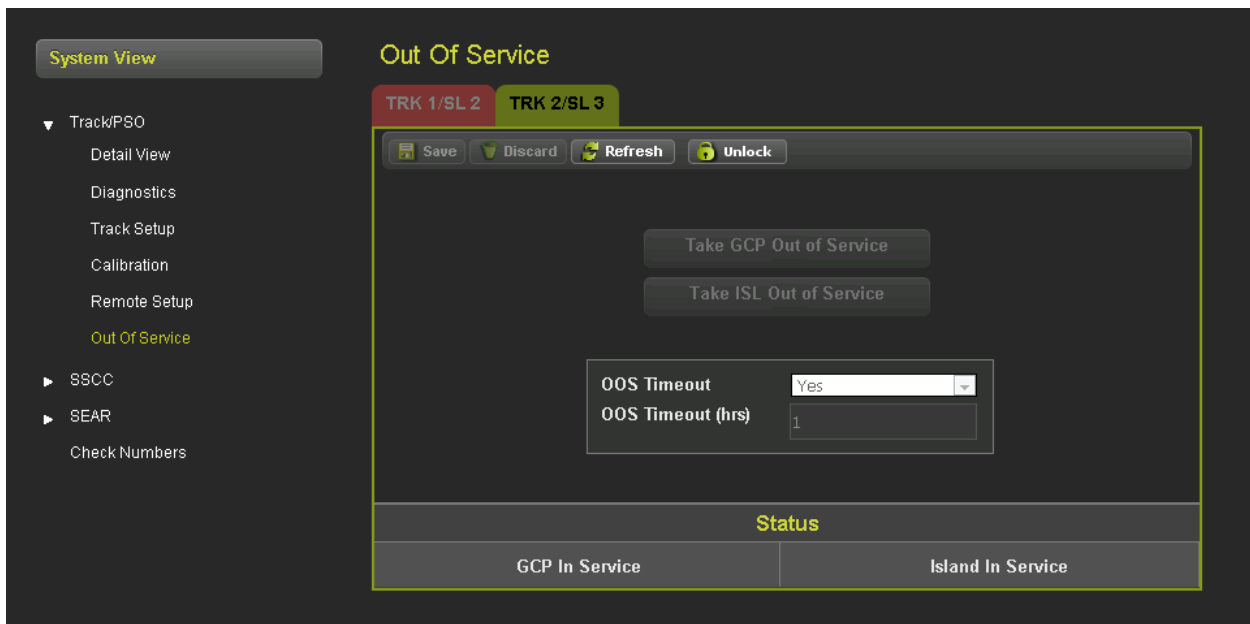 System View
Track/PSO
Detail View
Diagnostics
Track Setup
Calibration
Remote Setup
Out Of Service
SSCC
SEAR
Check Numbers
Out Of Service
TRK 1/SL 2 TRK 2/SL 3
Save Discard Refresh Unlock
Take GCP Out of Service
Take ISL Out of Service
OOS Timeout Yes
OOS Timeout (hrs) 1
Status
GCP In Service Island In Service